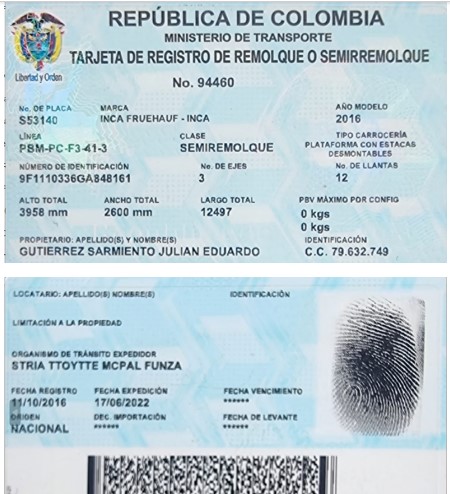 REPÚBLICA DE COLOMBIA
MINISTERIO DE TRANSPORTE
TARJETA DE REGISTRO DE REMOLQUE O SEMIRREMOLQUE
Libertad y Orden
No. 94460
No. DE PLACA MARCA AÑO MODELO
S53140 INCA FRUEHAUF - INCA 2016
LÍNEA CLASE TIPO CARROCERÍA
PBM-PC-F3-41-3 SEMIREMOLQUE PLATAFORMA CON ESTACAS
DESMONTABLES
NÚMERO DE IDENTIFICACIÓN No. DE EJES No. DE LLANTAS
9F1110336GA848161 3 12
ALTO TOTAL ANCHO TOTAL LARGO TOTAL PBV MÁXIMO POR CONFIG
3958 mm 2600 mm 12497 0 kgs
0 kgs
PROPIETARIO: APELLIDO(S) Y NOMBRE(S) IDENTIFICACIÓN
GUTIERREZ SARMIENTO JULIAN EDUARDO C.C. 79.632.749
LOCATARIO: APELLIDO(S) NOMBRE(S) IDENTIFICACIÓN
LIMITACIÓN A LA PROPIEDAD
ORGANISMO DE TRÁNSITO EXPEDIDOR
STRIA TTOYTTE MCPAL FUNZA
FECHA REGISTRO FECHA EXPEDICIÓN FECHA VENCIMIENTO
11/10/2016 17/06/2022 ******
ORIGEN DEC. IMPORTACIÓN FECHA DE LEVANTE
NACIONAL ****** ******